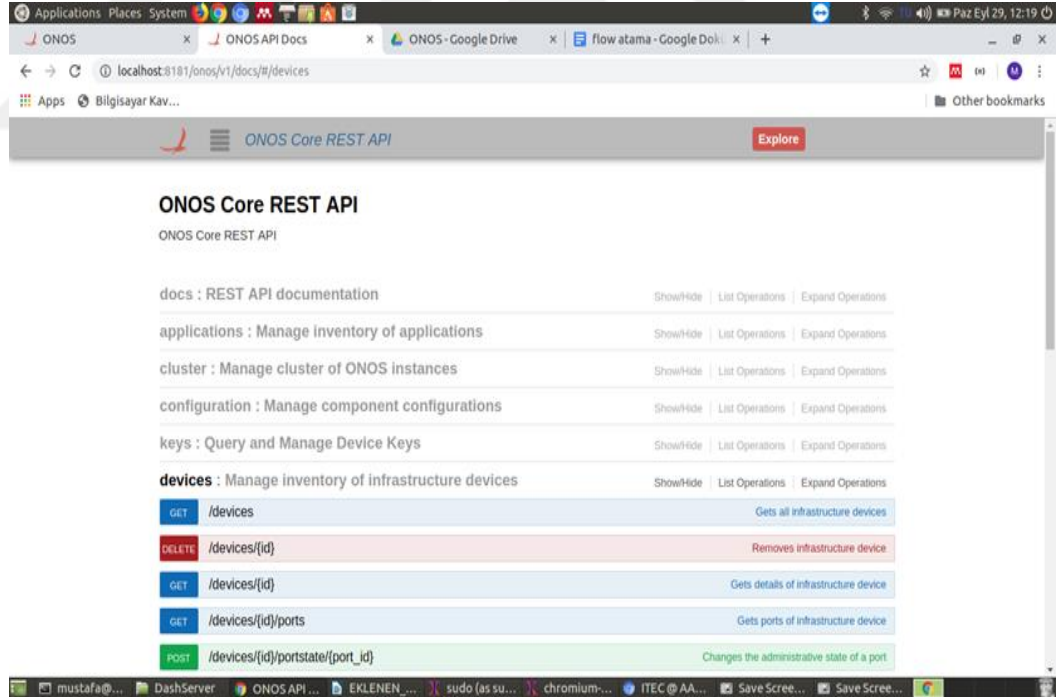 Applications Places System Paz Eyl 29, 12:19
ONOS × ONOS API Docs × ONOS - Google Drive × flow atama - Google Dokü × +
localhost:8181/onos/v1/docs/#/devices
Apps Bilgisayar Kav... Other bookmarks
ONOS Core REST API Explore
ONOS Core REST API
ONOS Core REST API
docs : REST API documentation Show/Hide List Operations Expand Operations
applications : Manage inventory of applications Show/Hide List Operations Expand Operations
cluster : Manage cluster of ONOS instances Show/Hide List Operations Expand Operations
configuration : Manage component configurations Show/Hide List Operations Expand Operations
keys : Query and Manage Device Keys Show/Hide List Operations Expand Operations
devices : Manage inventory of infrastructure devices Show/Hide List Operations Expand Operations
GET /devices Gets all infrastructure devices
DELETE /devices/{id} Removes infrastructure device
GET /devices/{id} Gets details of infrastructure device
GET /devices/{id}/ports Gets ports of infrastructure device
POST /devices/{id}/portstate/{port_id} Changes the administrative state of a port
mustafa@... DashServer ONOS API ... EKLENEN_... sudo (as su... chromium-... ITEC @ AA... Save Scree... Save Scree...